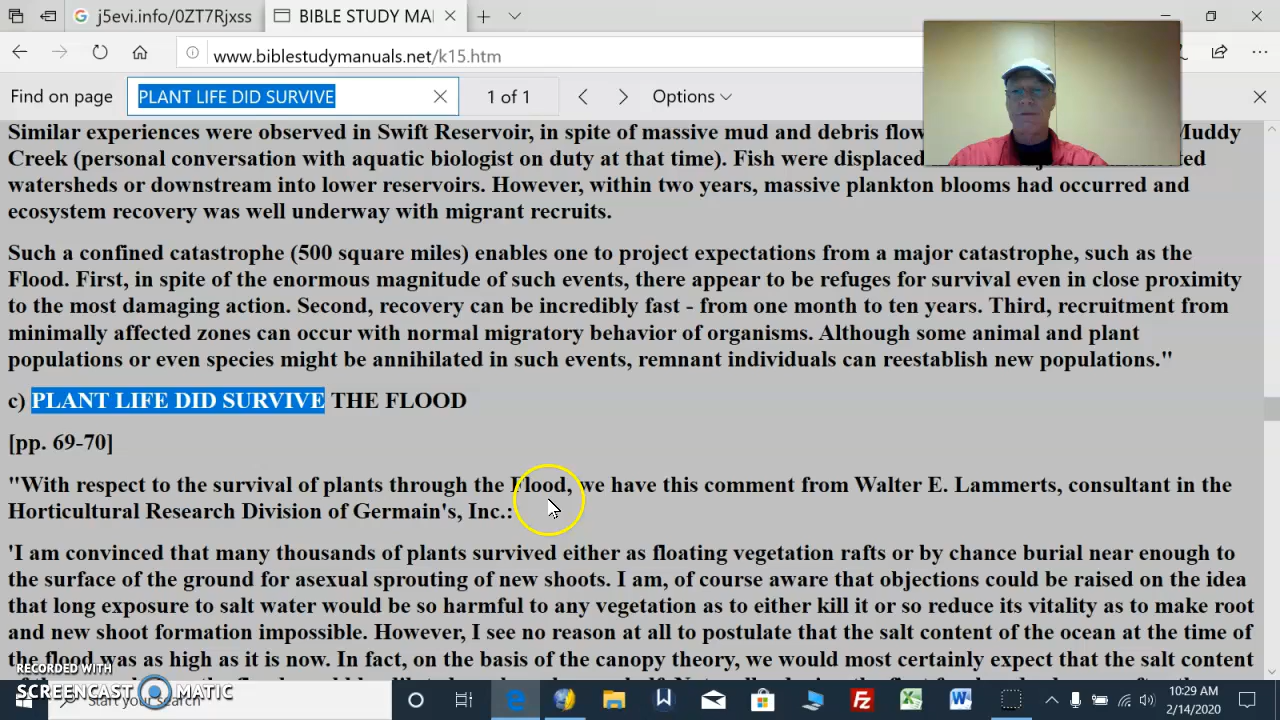 j5evi.info/0ZT7Rjxss
BIBLE STUDY MA
www.biblestudymanuals.net/k15.htm
Find on page PLANT LIFE DID SURVIVE 1 of 1 Options
Similar experiences were observed in Swift Reservoir, in spite of massive mud and debris flow Muddy
Creek (personal conversation with aquatic biologist on duty at that time). Fish were displaced
watersheds or downstream into lower reservoirs. However, within two years, massive plankton blooms had occurred and
ecosystem recovery was well underway with migrant recruits.
Such a confined catastrophe (500 square miles) enables one to project expectations from a major catastrophe, such as the
Flood. First, in spite of the enormous magnitude of such events, there appear to be refuges for survival even in close proximity
to the most damaging action. Second, recovery can be incredibly fast - from one month to ten years. Third, recruitment from
minimally affected zones can occur with normal migratory behavior of organisms. Although some animal and plant
populations or even species might be annihilated in such events, remnant individuals can reestablish new populations."
c) PLANT LIFE DID SURVIVE THE FLOOD
[pp. 69-70]
"With respect to the survival of plants through the Flood, we have this comment from Walter E. Lammerts, consultant in the
Horticultural Research Division of Germain's, Inc.:
'I am convinced that many thousands of plants survived either as floating vegetation rafts or by chance burial near enough to
the surface of the ground for asexual sprouting of new shoots. I am, of course aware that objections could be raised on the idea
that long exposure to salt water would be so harmful to any vegetation as to either kill it or so reduce its vitality as to make root
and new shoot formation impossible. However, I see no reason at all to postulate that the salt content of the ocean at the time of
the flood was as high as it is now. In fact, on the basis of the canopy theory, we would most certainly expect that the salt content
RECORDED WITH
SCREENCAST MATIC
10:29 AM
2/14/2020